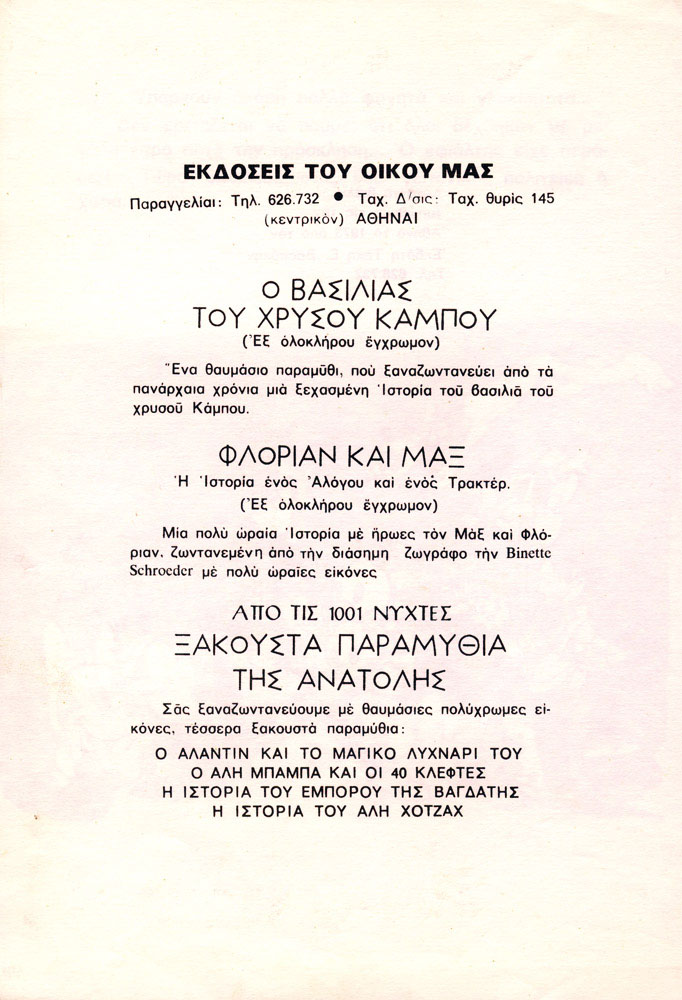 ΕΚΔΟΣΕΙΣ ΤΟΥ ΟΙΚΟΥ ΜΑΣ
Παραγγελίαι: Τηλ. 626.732 ● Ταχ. Δ/σις: Ταχ. θυρὶς 145
(κεντρικὸν) ΑΘΗΝΑΙ
Ο ΒΑΣΙΛΙΑΣ
ΤΟΥ ΧΡΥΣΟΥ ΚΑΜΠΟΥ
(Ἐξ ὁλοκλήρου ἔγχρωμον)
Ἕνα θαυμάσιο παραμῦθι, ποὺ ξαναζωντανεύει ἀπὸ τὰ
πανάρχαια χρόνια μιὰ ξεχασμένη Ἱστορία τοῦ βασιλιᾶ τοῦ
χρυσοῦ Κάμπου.
ΦΛΟΡΙΑΝ ΚΑΙ ΜΑΞ
Ἡ Ἱστορία ἑνὸς Ἀλόγου καὶ ἑνὸς Τρακτέρ.
(Ἐξ ὁλοκλήρου ἔγχρωμον)
Μία πολὺ ὡραία Ἱστορία μὲ ἥρωες τὸν Μὰξ καὶ Φλό-
ριαν, ζωντανεμένη ἀπὸ τὴν διάσημη ζωγράφο τὴν Binette
Schroeder μὲ πολὺ ὡραῖες εἰκόνες
ΑΠΟ ΤΙΣ 1001 ΝΥΧΤΕΣ
ΞΑΚΟΥΣΤΑ ΠΑΡΑΜΥΘΙΑ
ΤΗΣ ΑΝΑΤΟΛΗΣ
Σᾶς ξαναζωντανεύουμε μὲ θαυμάσιες πολύχρωμες εἰ-
κόνες, τέσσερα ξακουστὰ παραμύθια:
Ο ΑΛΑΝΤΙΝ ΚΑΙ ΤΟ ΜΑΓΙΚΟ ΛΥΧΝΑΡΙ ΤΟΥ
Ο ΑΛΗ ΜΠΑΜΠΑ ΚΑΙ ΟΙ 40 ΚΛΕΦΤΕΣ
Η ΙΣΤΟΡΙΑ ΤΟΥ ΕΜΠΟΡΟΥ ΤΗΣ ΒΑΓΔΑΤΗΣ
Η ΙΣΤΟΡΙΑ ΤΟΥ ΑΛΗ ΧΟΤΖΑΧ